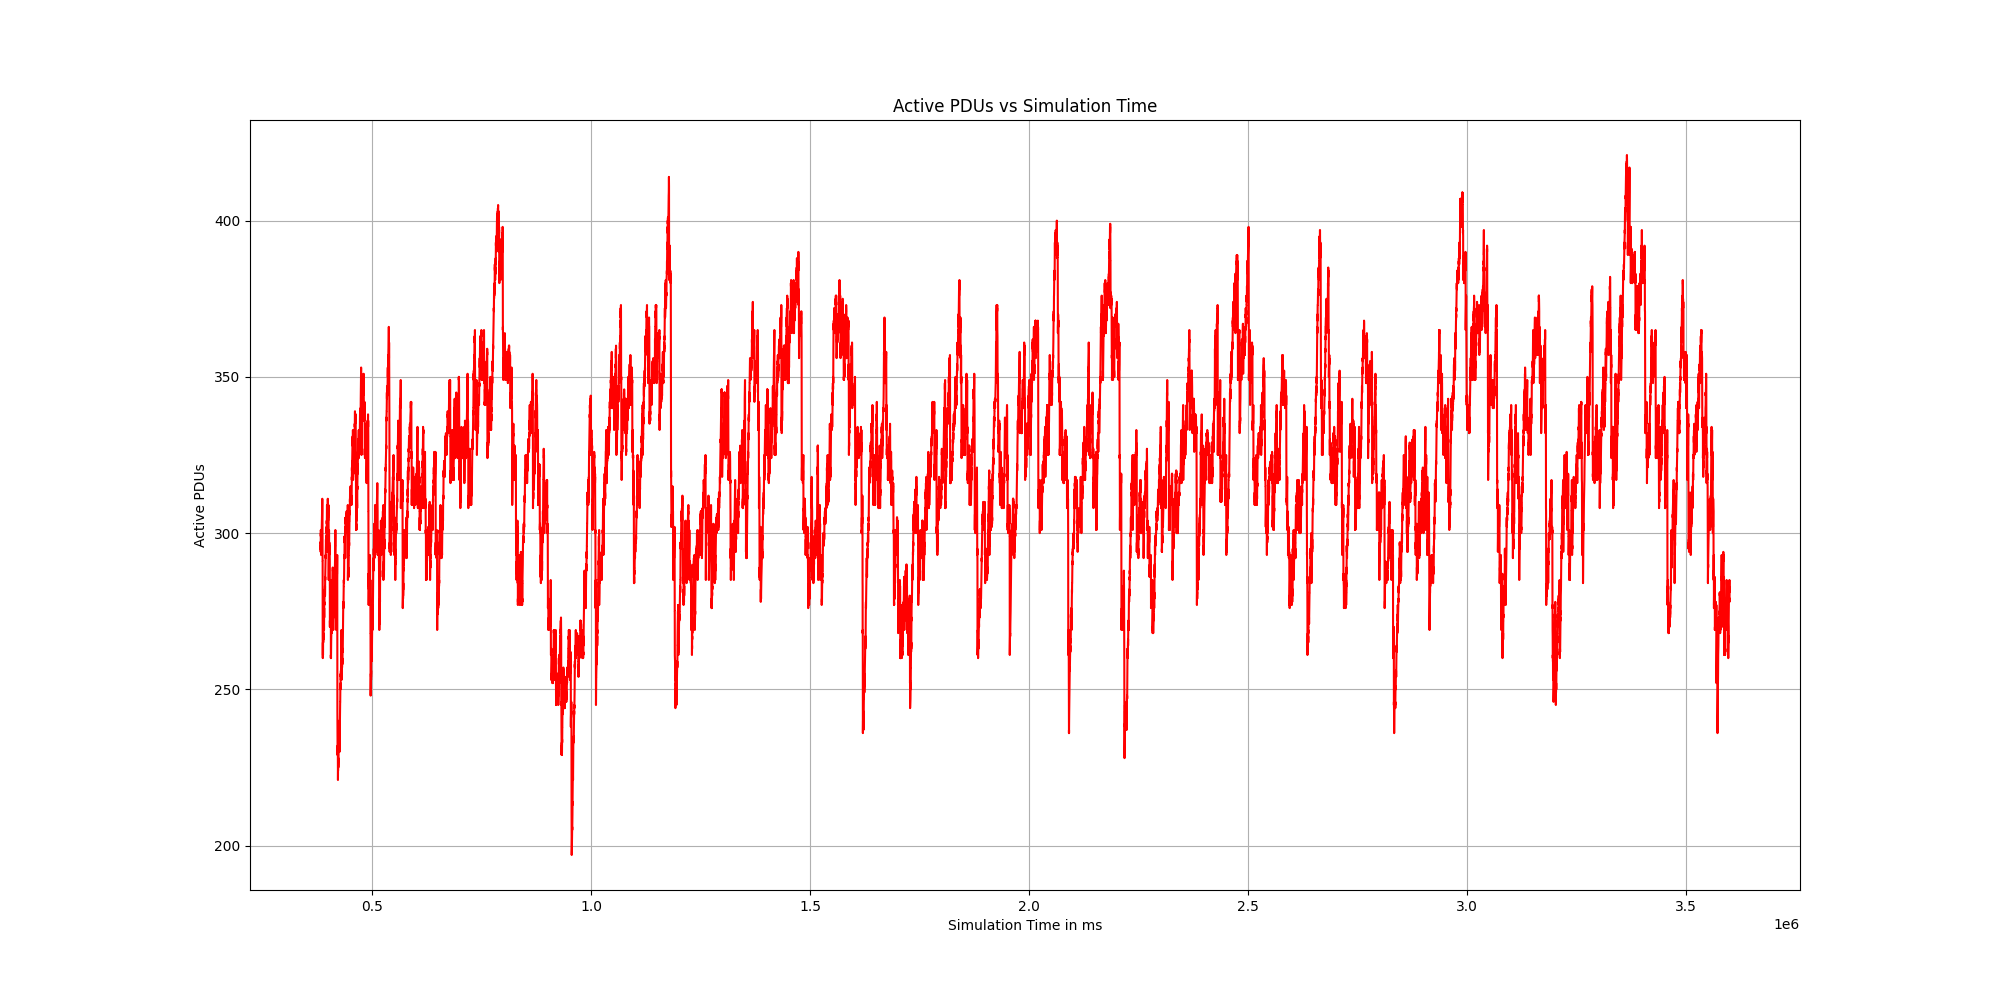 Active PDUs vs Simulation Time
Active PDUs
400
350
300
250
200
0.5 1.0 1.5 2.0 2.5 3.0 3.5
Simulation Time in ms
1e6